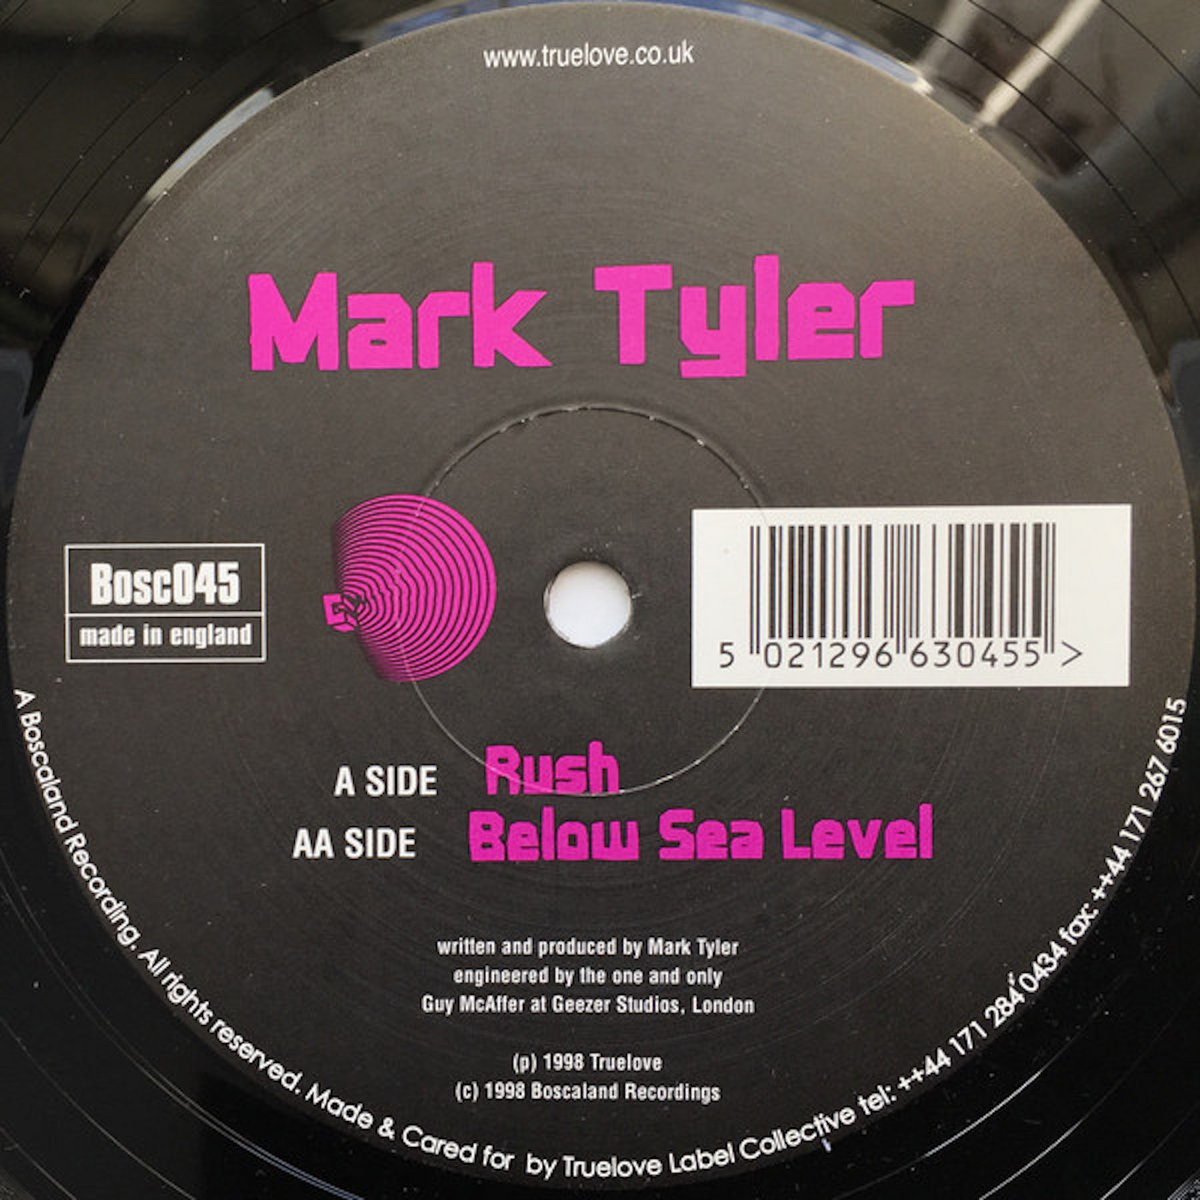 www.truelove.co.uk
Mark Tyler
Bosc045
made in england
5 021296 630455 >
A SIDE Rush
AA SIDE Below Sea Level
written and produced by Mark Tyler
engineered by the one and only
Guy McAffer at Geezer Studios, London
(p) 1998 Truelove
(c) 1998 Boscaland Recordings
A Boscaland Recording. All rights reserved. Made & Cared for by Truelove Label Collective tel: ++44 171 284 0434 fax: ++44 171 267 6015